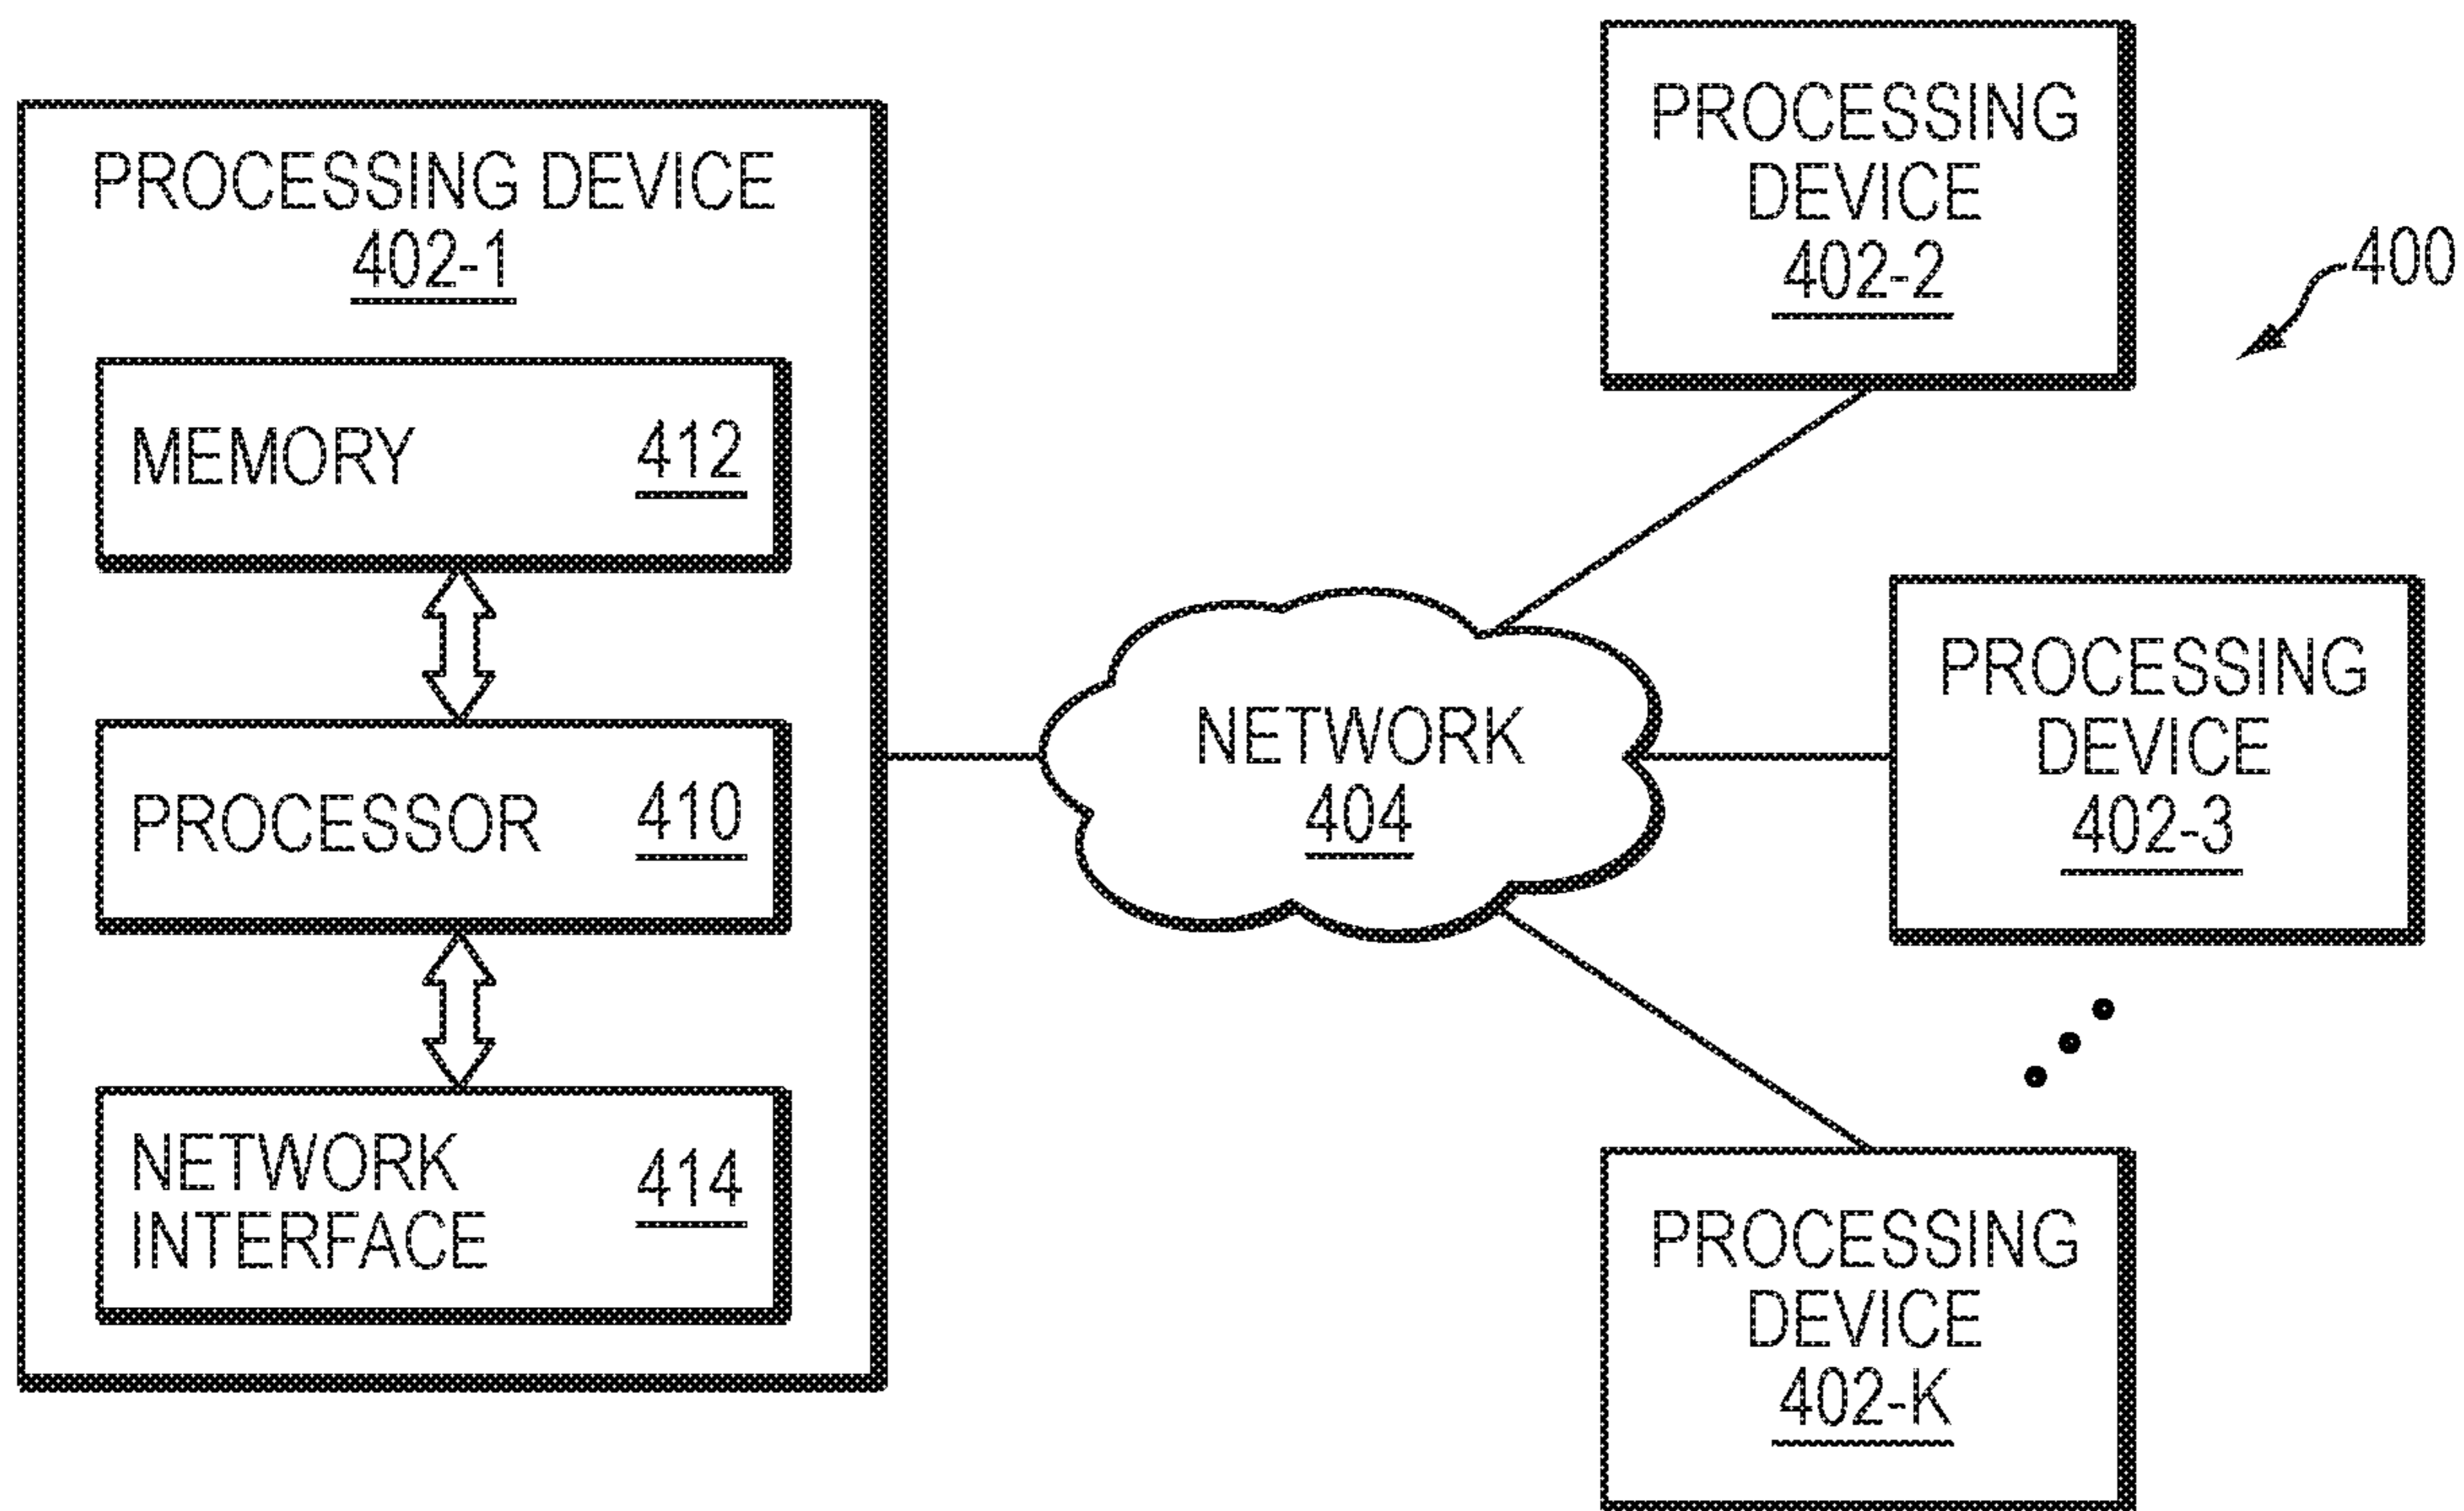 PROCESSING DEVICE
402-1
MEMORY 412
PROCESSOR 410
NETWORK
INTERFACE 414
NETWORK
404
PROCESSING
DEVICE
402-2
400
PROCESSING
DEVICE
402-3
PROCESSING
DEVICE
402-K